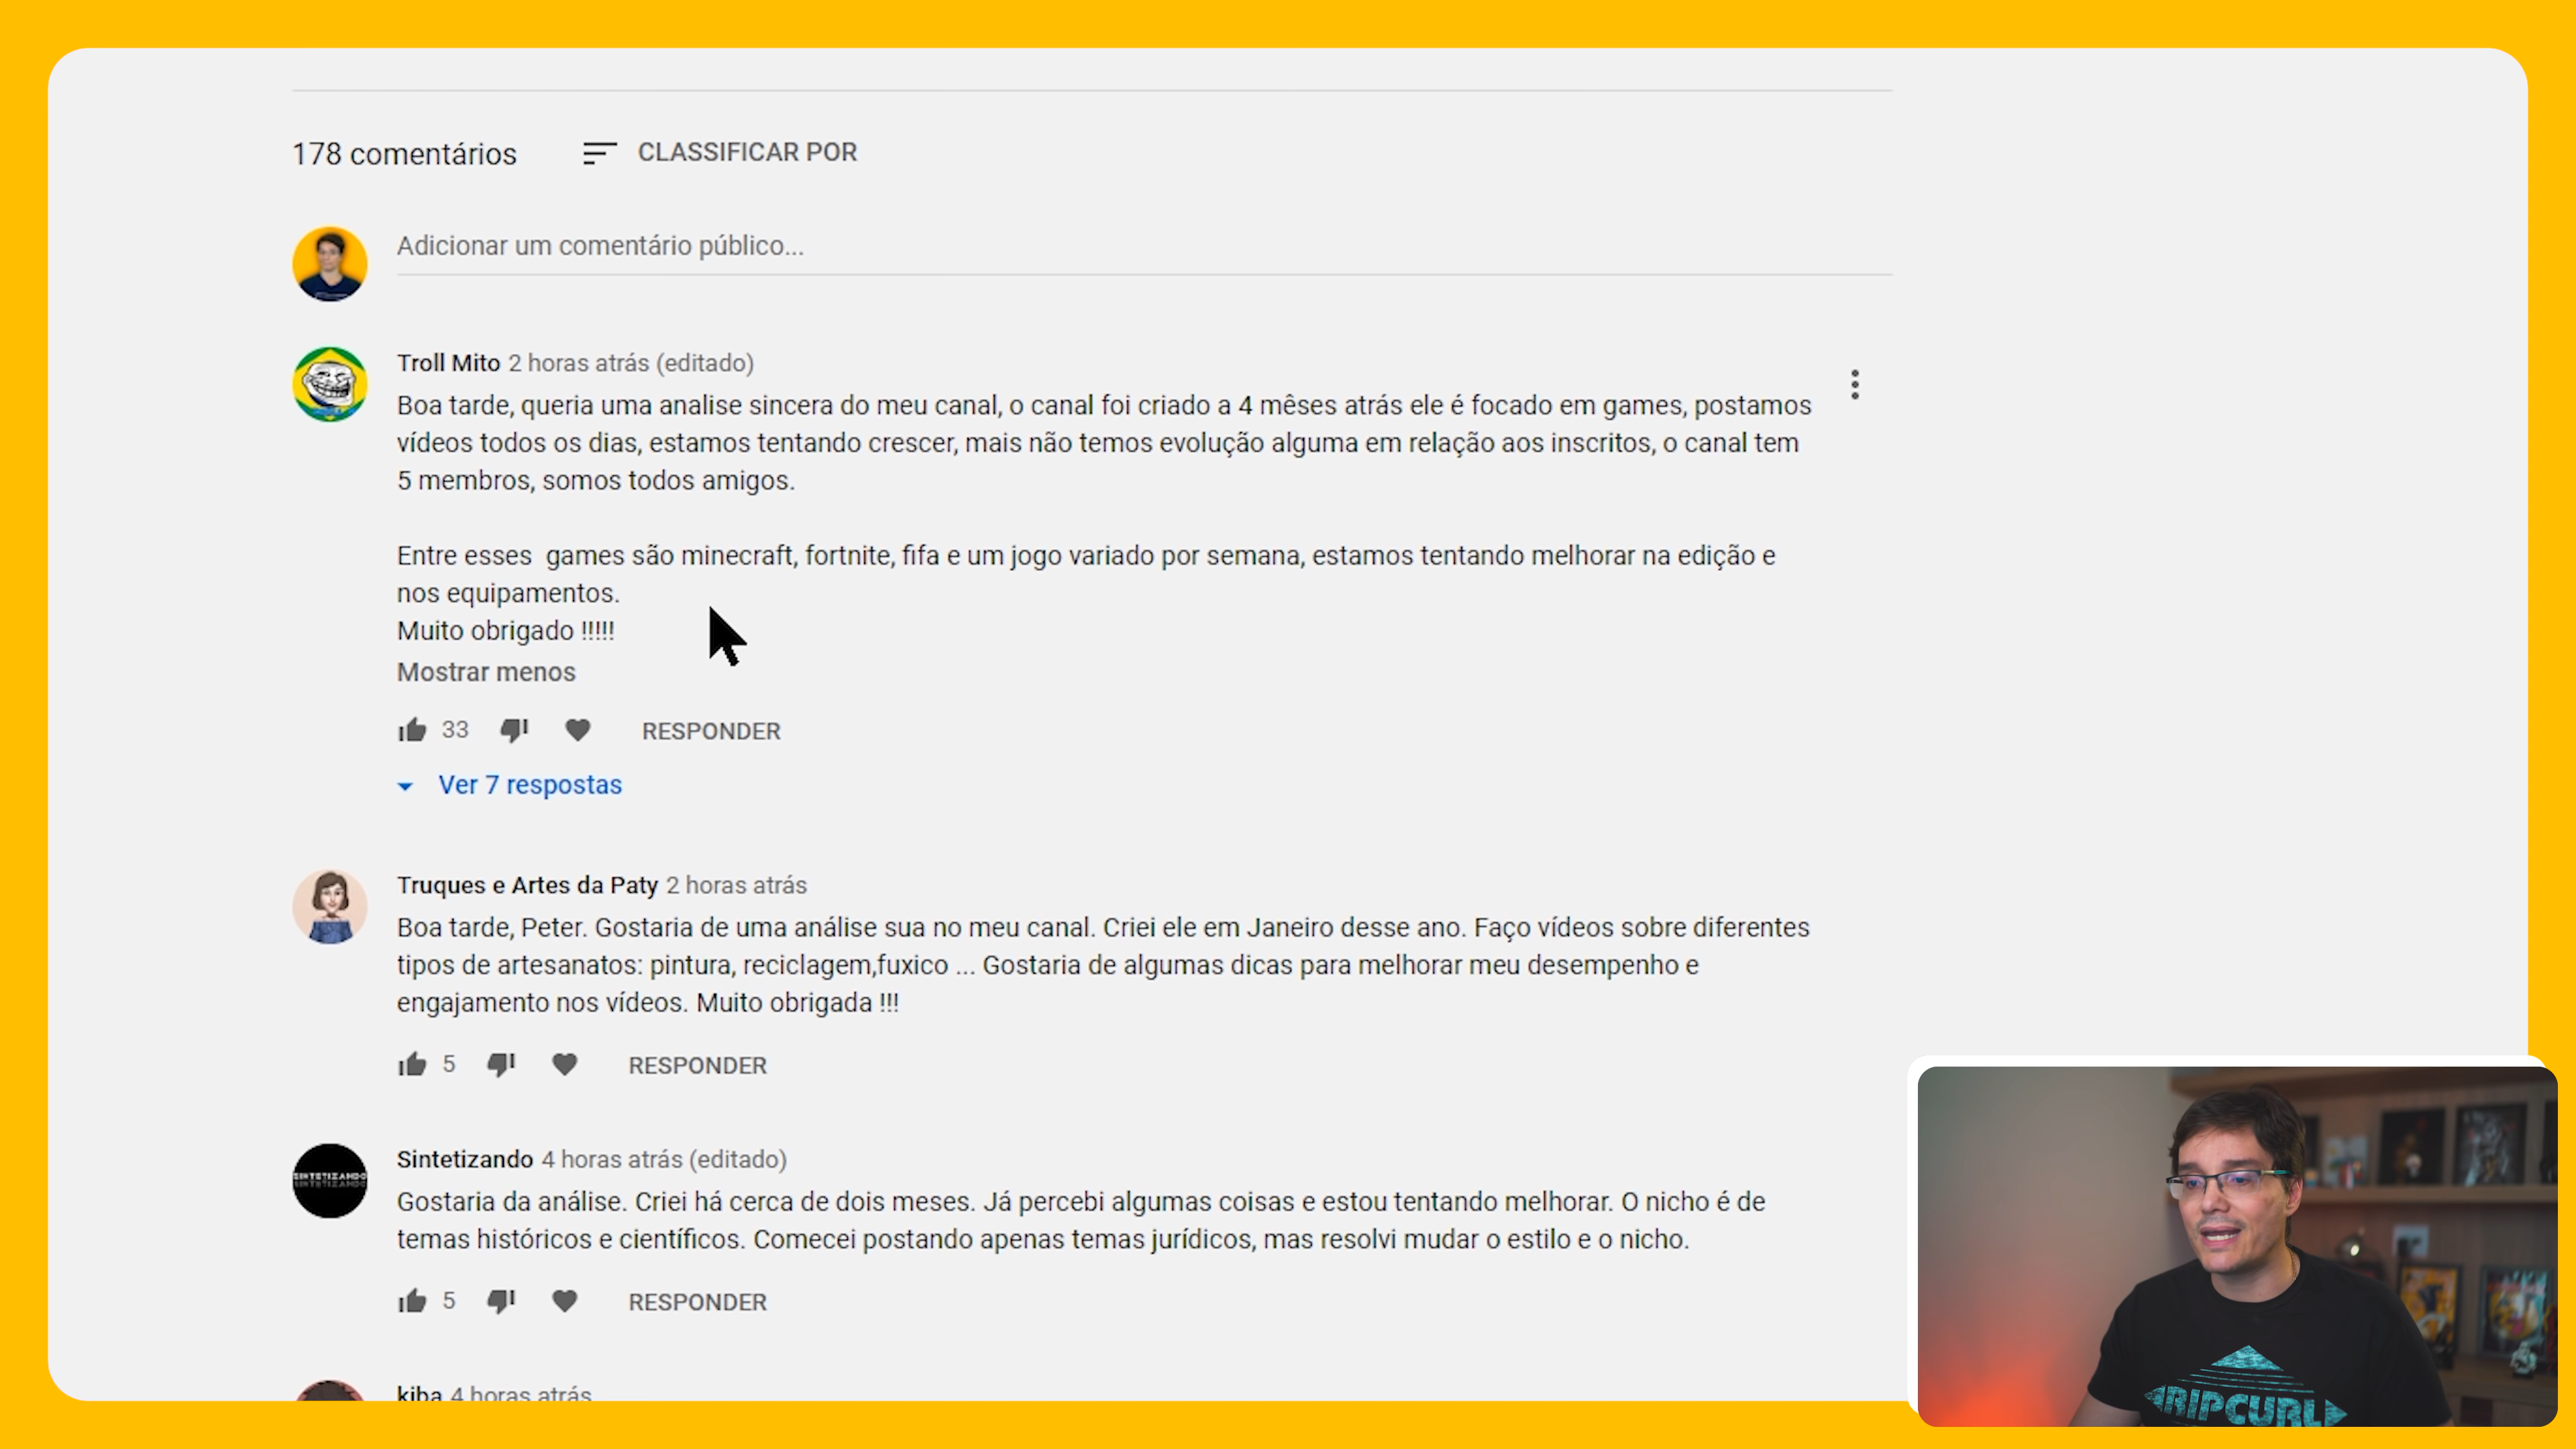 178 comentários
CLASSIFICAR POR
Adicionar um comentário público...
Troll Mito 2 horas atrás (editado)
Boa tarde, queria uma analise sincera do meu canal, o canal foi criado a 4 mêses atrás ele é focado em games, postamos
vídeos todos os dias, estamos tentando crescer, mais não temos evolução alguma em relação aos inscritos, o canal tem
5 membros, somos todos amigos.
Entre esses  games são minecraft, fortnite, fifa e um jogo variado por semana, estamos tentando melhorar na edição e
nos equipamentos.
Muito obrigado !!!!!
Mostrar menos
33 RESPONDER
Ver 7 respostas
Truques e Artes da Paty 2 horas atrás
Boa tarde, Peter. Gostaria de uma análise sua no meu canal. Criei ele em Janeiro desse ano. Faço vídeos sobre diferentes
tipos de artesanatos: pintura, reciclagem,fuxico ... Gostaria de algumas dicas para melhorar meu desempenho e
engajamento nos vídeos. Muito obrigada !!!
5 RESPONDER
SINTETIZANDO
SINTETIZANDO
Sintetizando 4 horas atrás (editado)
Gostaria da análise. Criei há cerca de dois meses. Já percebi algumas coisas e estou tentando melhorar. O nicho é de
temas históricos e científicos. Comecei postando apenas temas jurídicos, mas resolvi mudar o estilo e o nicho.
5 RESPONDER
kiba 4 horas atrás
RIPCURL